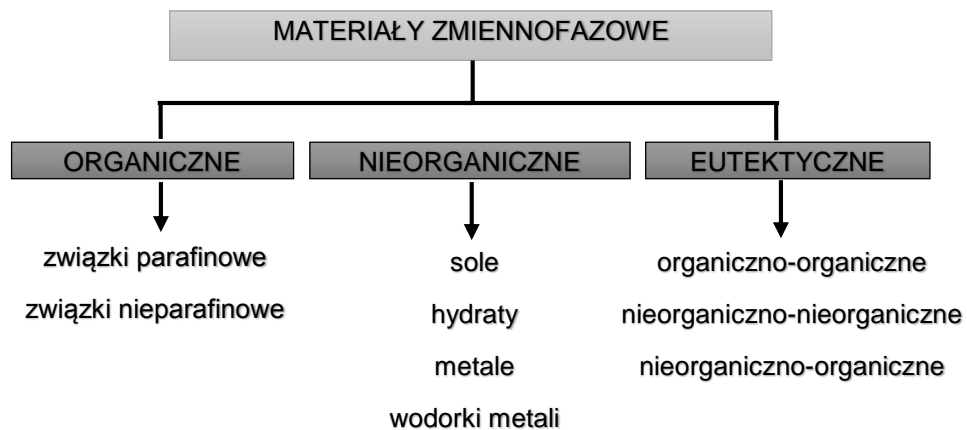 MATERIAŁY ZMIENNOFAZOWE
ORGANICZNE
NIEORGANICZNE
EUTEKTYCZNE
związki parafinowe
związki nieparafinowe
sole
hydraty
metale
wodorki metali
organiczno-organiczne
nieorganiczno-nieorganiczne
nieorganiczno-organiczne